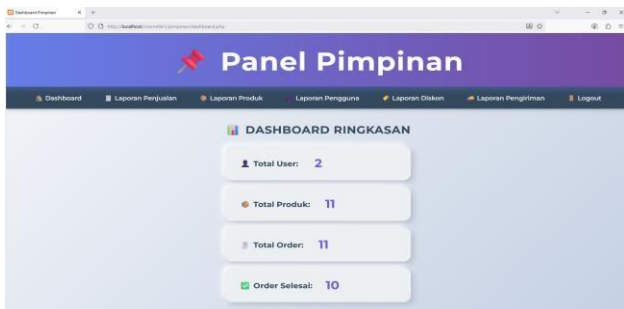 Dashboard Pimpinan
Panel Pimpinan
Dashboard Laporan Penjualan Laporan Produk Laporan Pengguna Laporan Diskon Laporan Pengiriman Logout
DASHBOARD RINGKASAN
Total User: 2
Total Produk: 11
Total Order: 11
Order Selesai: 10